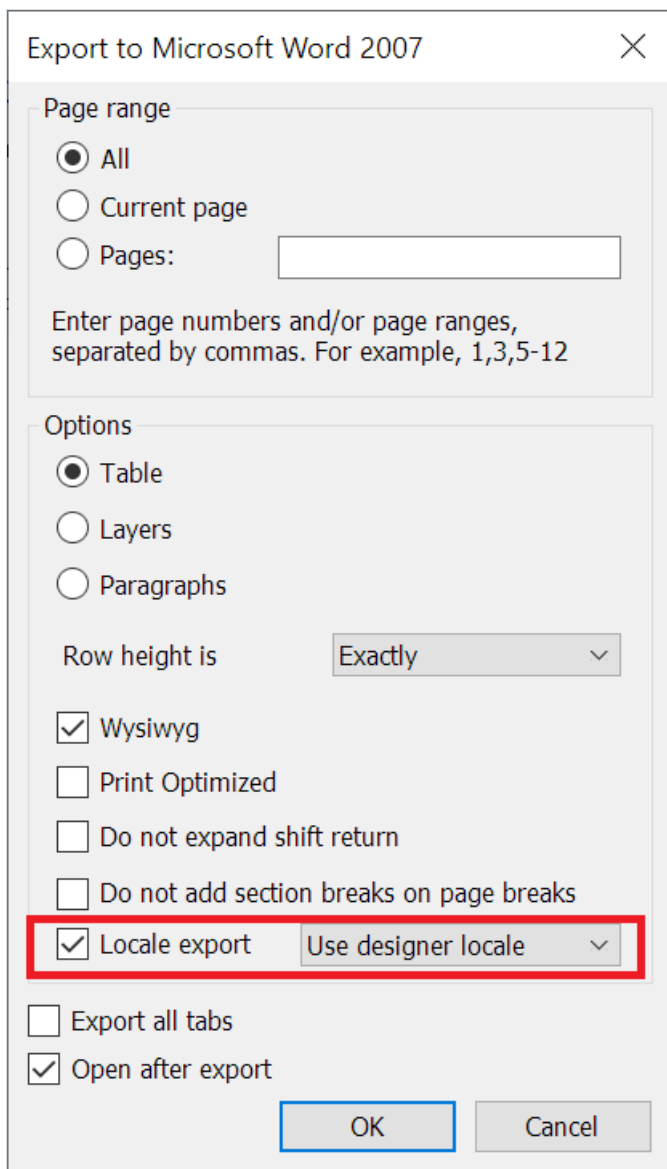 Export to Microsoft Word 2007
Page range
All
Current page
Pages:
Enter page numbers and/or page ranges,
separated by commas. For example, 1,3,5-12
Options
Table
Layers
Paragraphs
Row height is Exactly
Wysiwyg
Print Optimized
Do not expand shift return
Do not add section breaks on page breaks
Locale export Use designer locale
Export all tabs
Open after export
OK Cancel